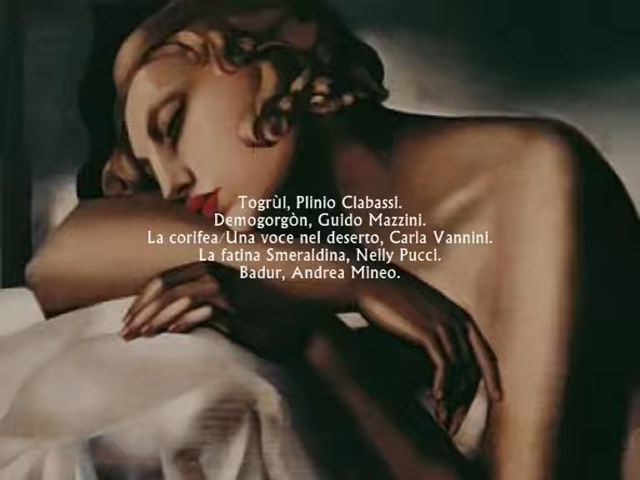 Togrùl, Plinio Clabassi.
Demogorgòn, Guido Mazzini.
La corifea/Una voce nel deserto, Carla Vannini.
La fatina Smeraldina, Nelly Pucci.
Badur, Andrea Mineo.